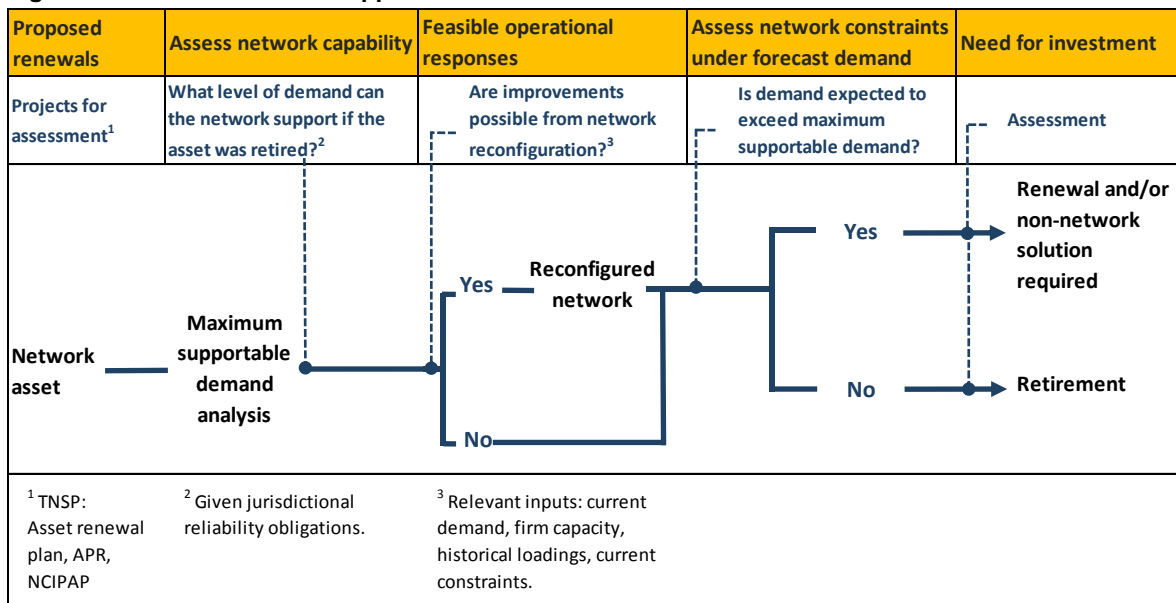 Proposed
renewals
Assess network capability
Feasible operational
responses
Assess network constraints
under forecast demand
Need for investment
Projects for
assessment1
What level of demand can
the network support if the
asset was retired?2
Are improvements
possible from network
reconfiguration?3
Is demand expected to
exceed maximum
supportable demand?
Assessment
Network
asset
Maximum
supportable
demand
analysis
Yes
Reconfigured
network
No
Yes
Renewal and/or
non-network
solution
required
No
Retirement
1 TNSP:
Asset renewal
plan, APR,
NCIPAP
2 Given jurisdictional
reliability obligations.
3 Relevant inputs: current
demand, firm capacity,
historical loadings, current
constraints.